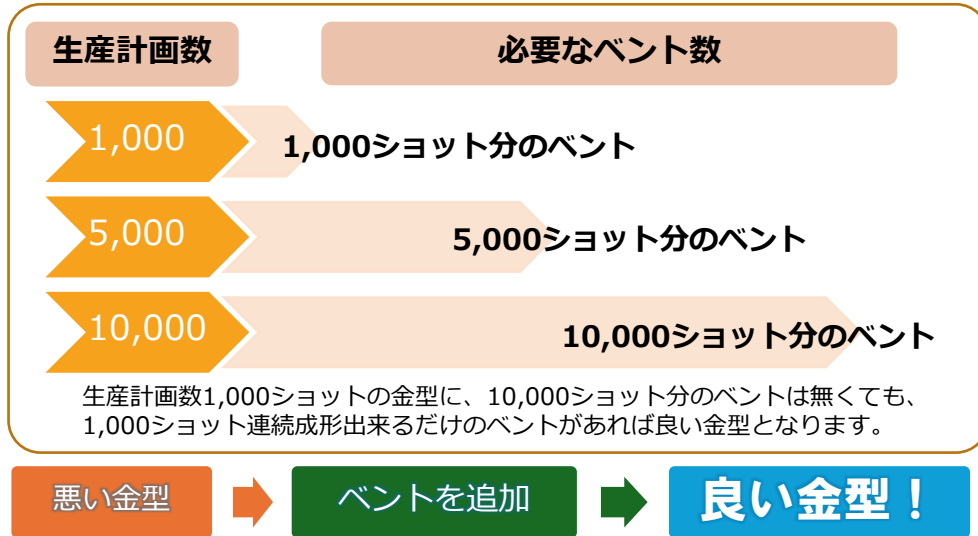 生産計画数
必要なベント数
1,000
1,000ショット分のベント
5,000
5,000ショット分のベント
10,000
10,000ショット分のベント
生産計画数1,000ショットの金型に、10,000ショット分のベントは無くても、
1,000ショット連続成形出来るだけのベントがあれば良い金型となります。
悪い金型
ベントを追加
良い金型！